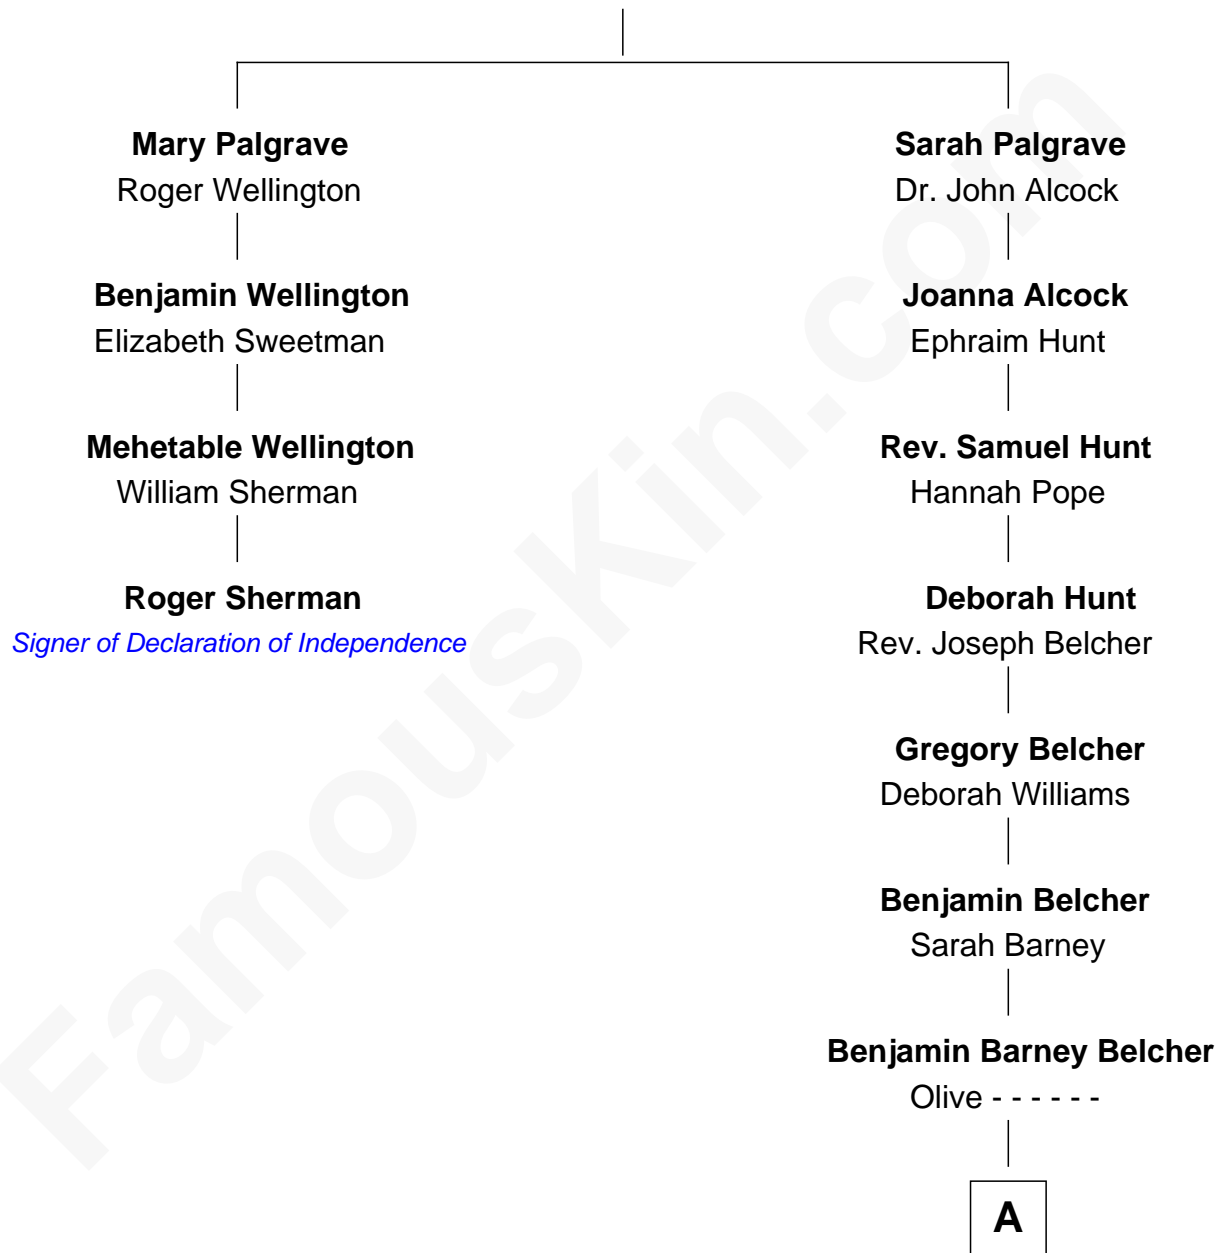 Mary Palgrave
Roger Wellington
Benjamin Wellington
Elizabeth Sweetman
Mehetable Wellington
William Sherman
Roger Sherman
Signer of Declaration of Independence
Sarah Palgrave
Dr. John Alcock
Joanna Alcock
Ephraim Hunt
Rev. Samuel Hunt
Hannah Pope
Deborah Hunt
Rev. Joseph Belcher
Gregory Belcher
Deborah Williams
Benjamin Belcher
Sarah Barney
Benjamin Barney Belcher
Olive - - - - - -
A
FamousKin.com